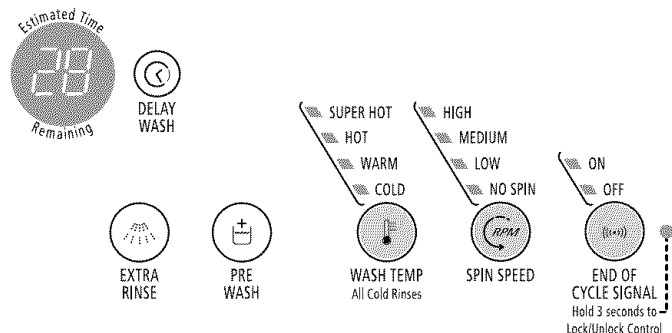 Estimated Time
28
Remaining
DELAY
WASH
SUPER HOT
HOT
WARM
COLD
HIGH
MEDIUM
LOW
NO SPIN
ON
OFF
RPM
EXTRA
RINSE
PRE
WASH
WASH TEMP
All Cold Rinses
SPIN SPEED
END OF
CYCLE SIGNAL
Hold 3 seconds to
Lock/Unlock Control